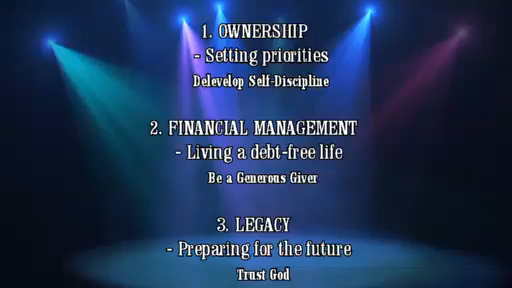 1. OWNERSHIP
- Setting priorities
Delevelop Self-Discipline
2. FINANCIAL MANAGEMENT
- Living a debt-free life
Be a Generous Giver
3. LEGACY
- Preparing for the future
Trust God